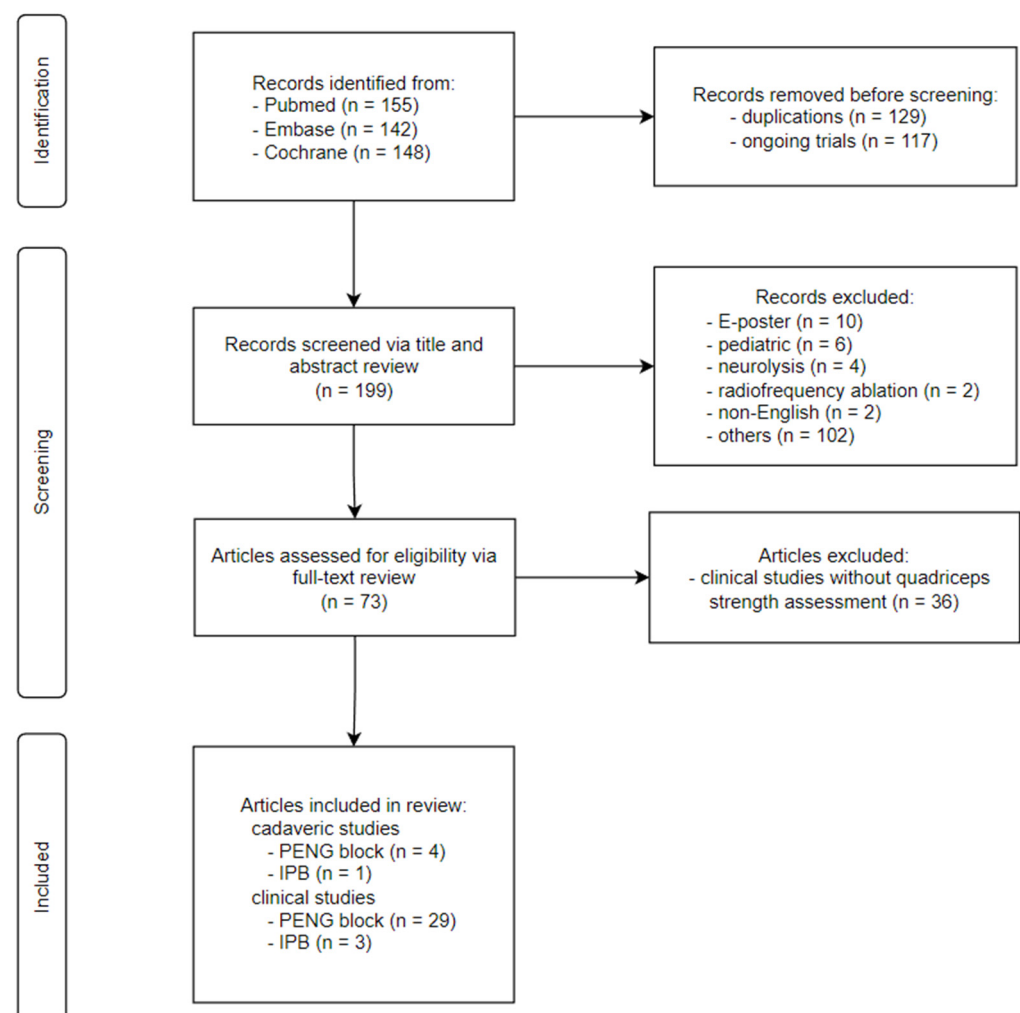 Identification
Records identified from:
- Pubmed (n = 155)
- Embase (n = 142)
- Cochrane (n = 148)
Records removed before screening:
- duplications (n = 129)
- ongoing trials (n = 117)
Screening
Records screened via title and
abstract review
(n = 199)
Records excluded:
- E-poster (n = 10)
- pediatric (n = 6)
- neurolysis (n = 4)
- radiofrequency ablation (n = 2)
- non-English (n = 2)
- others (n = 102)
Articles assessed for eligibility via
full-text review
(n = 73)
Articles excluded:
- clinical studies without quadriceps
strength assessment (n = 36)
Included
Articles included in review:
cadaveric studies
- PENG block (n = 4)
- IPB (n = 1)
clinical studies
- PENG block (n = 29)
- IPB (n = 3)